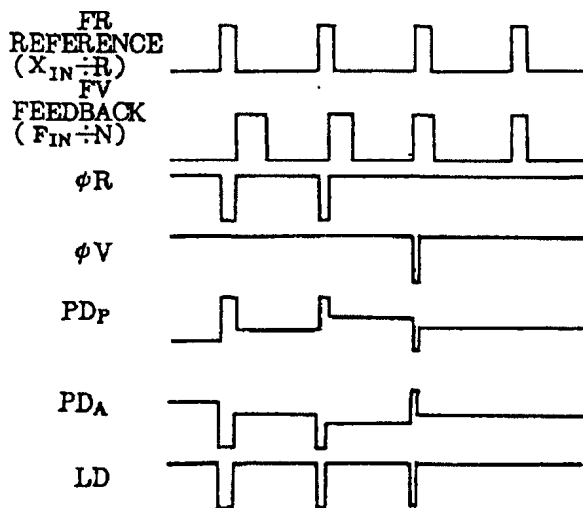 FR
REFERENCE
(XIN÷R)
FV
FEEDBACK
(FIN÷N)
φR
φV
PDP
PDA
LD